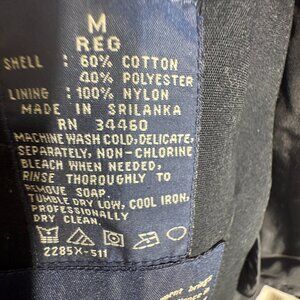 M
REG
SHELL : 60% COTTON
40% POLYESTER
LINING : 100% NYLON
MADE IN SRILANKA
RN 34460
MACHINE WASH COLD, DELICATE,
SEPARATELY, NON-CHLORINE
BLEACH WHEN NEEDED,
RINSE THOROUGHLY TO
REMOVE SOAP.
TUMBLE DRY LOW, COOL IRON,
PROFESSIONALLY
DRY CLEAN.
2285X-511